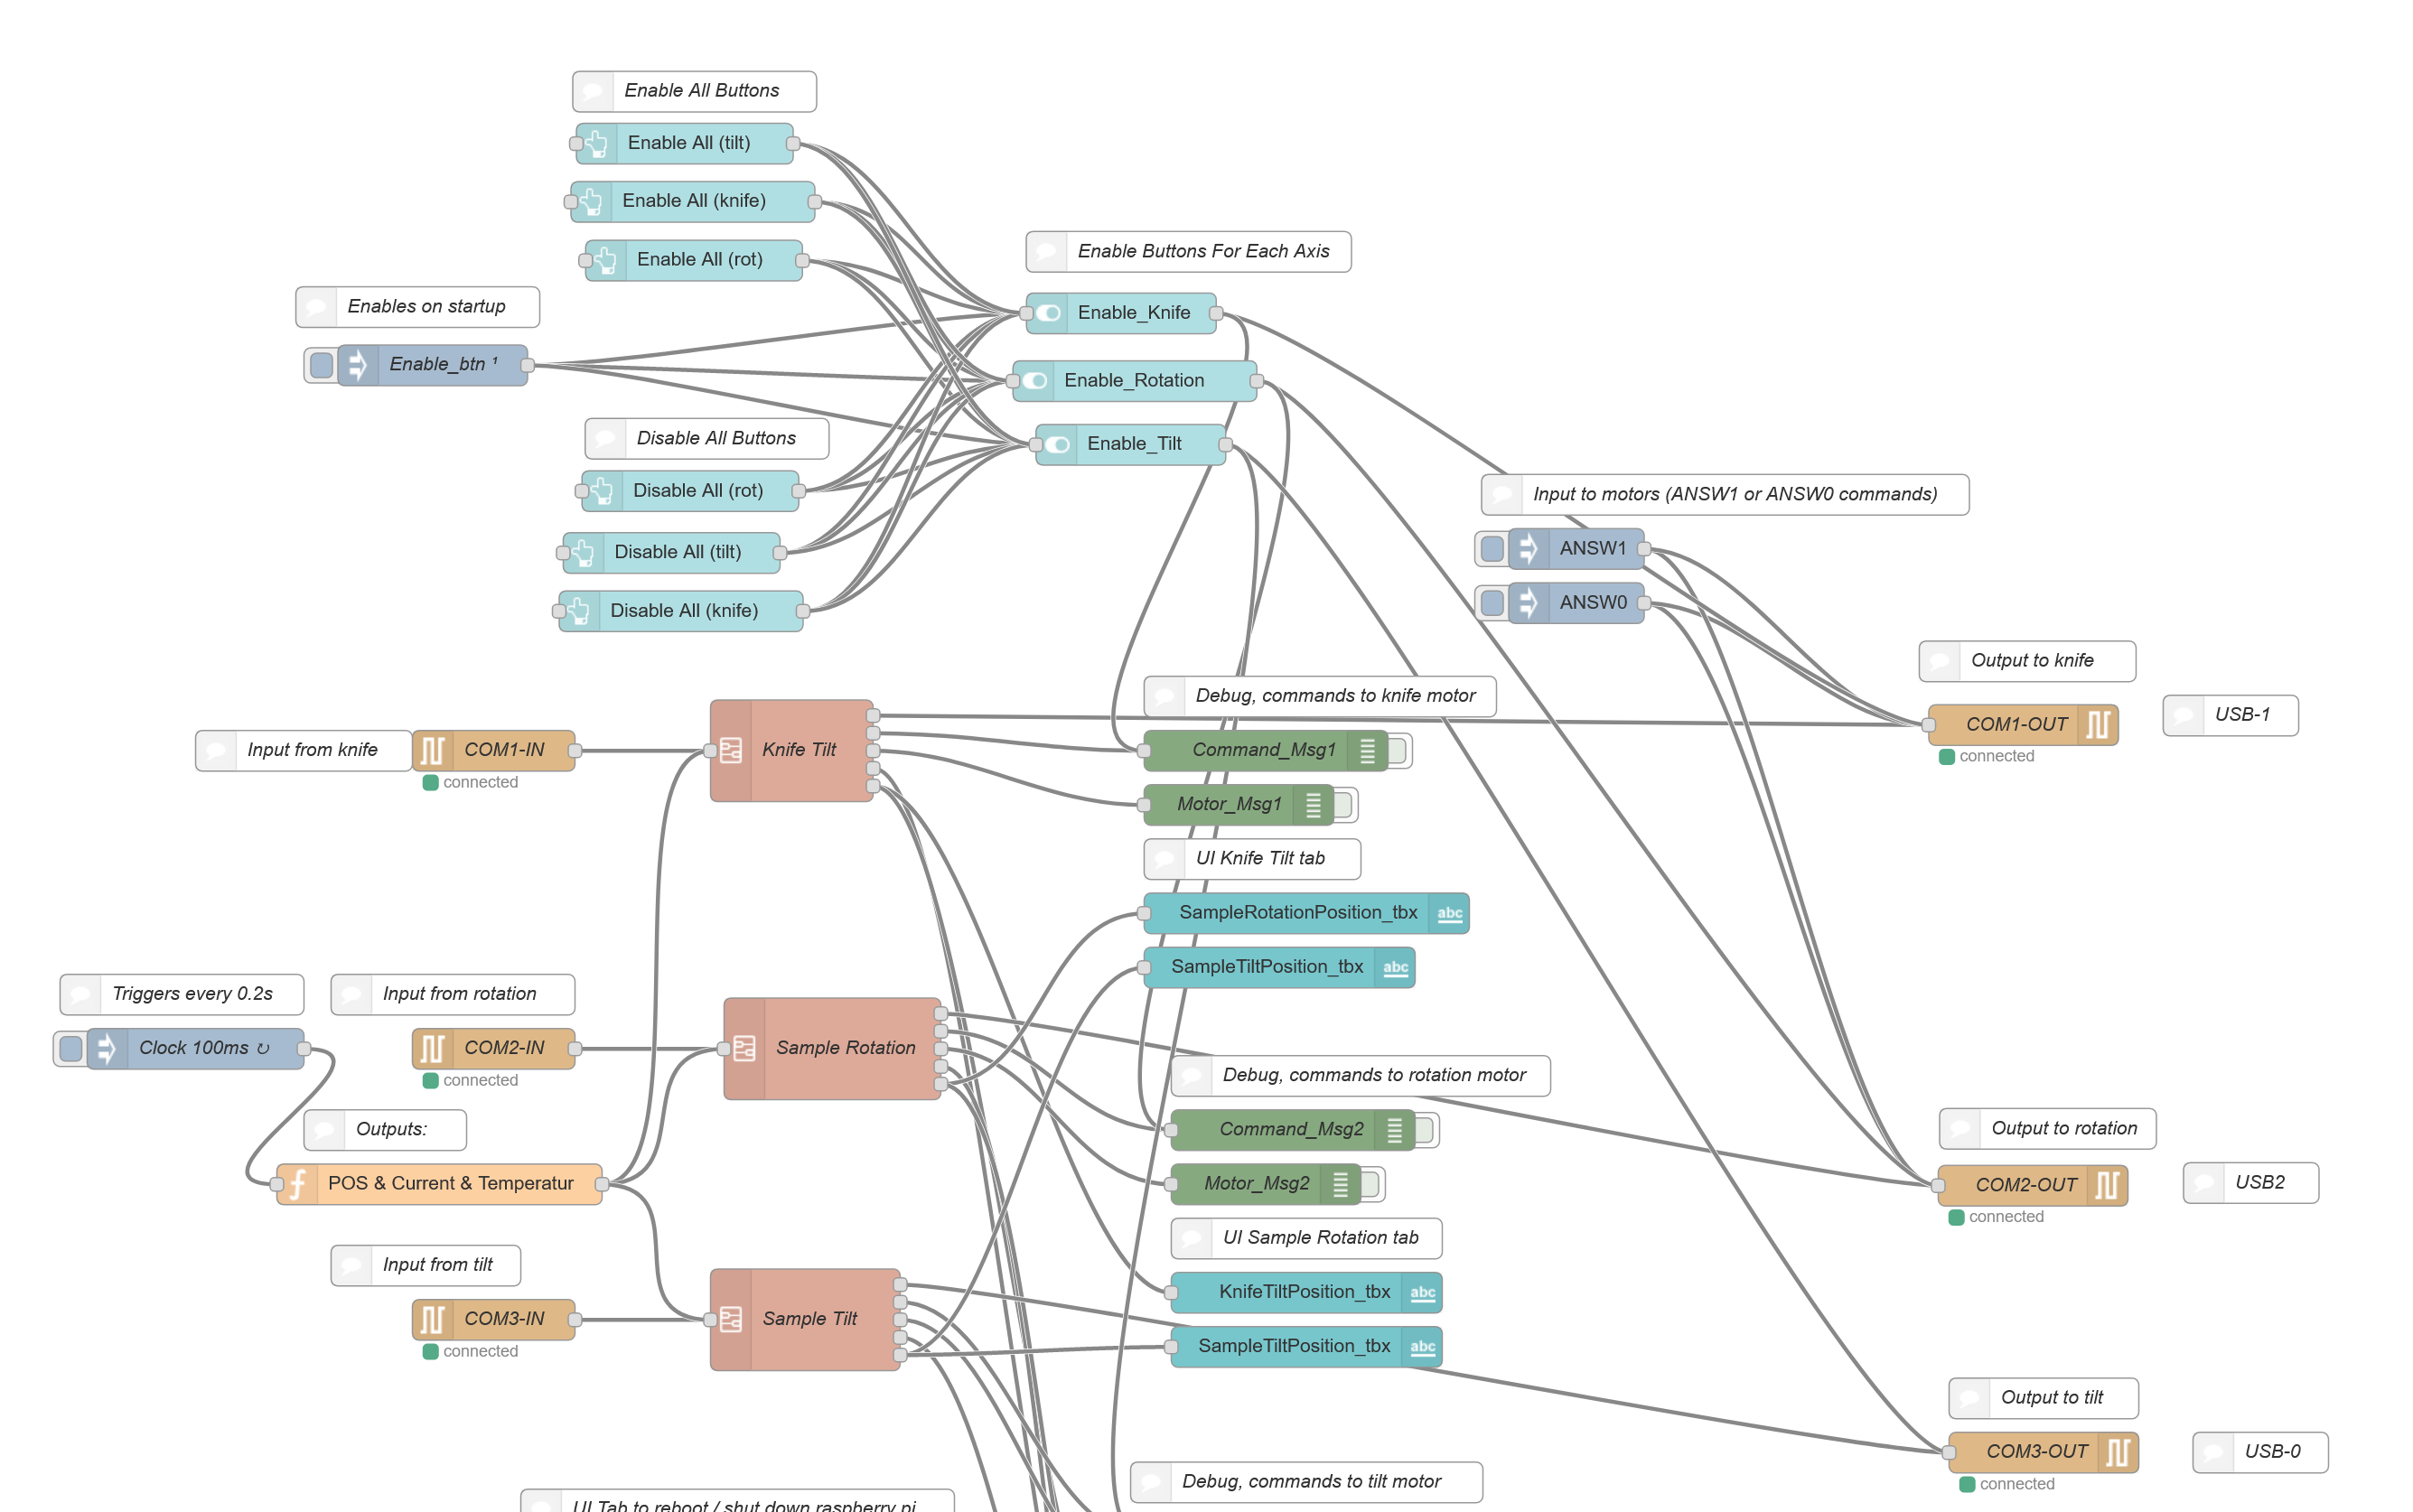 Enable All Buttons
Enable All (tilt)
Enable All (knife)
Enable All (rot)
Enable Buttons For Each Axis
Enables on startup
Enable_Knife
Enable_btn ¹
Enable_Rotation
Disable All Buttons
Enable_Tilt
Disable All (rot)
Input to motors (ANSW1 or ANSW0 commands)
Disable All (tilt)
ANSW1
Disable All (knife)
ANSW0
Output to knife
Debug, commands to knife motor
USB-1
COM1-OUT
connected
Input from knife
COM1-IN
connected
Knife Tilt
Command_Msg1
Motor_Msg1
UI Knife Tilt tab
SampleRotationPosition_tbx
abc
SampleTiltPosition_tbx
abc
Triggers every 0.2s
Input from rotation
Clock 100ms ↻
COM2-IN
connected
Sample Rotation
Debug, commands to rotation motor
Outputs:
Command_Msg2
Output to rotation
POS & Current & Temperatur
Motor_Msg2
COM2-OUT
connected
USB2
UI Sample Rotation tab
Input from tilt
KnifeTiltPosition_tbx
abc
COM3-IN
connected
Sample Tilt
SampleTiltPosition_tbx
abc
Output to tilt
COM3-OUT
connected
USB-0
Debug, commands to tilt motor
UI Tab to reboot / shut down raspberry pi